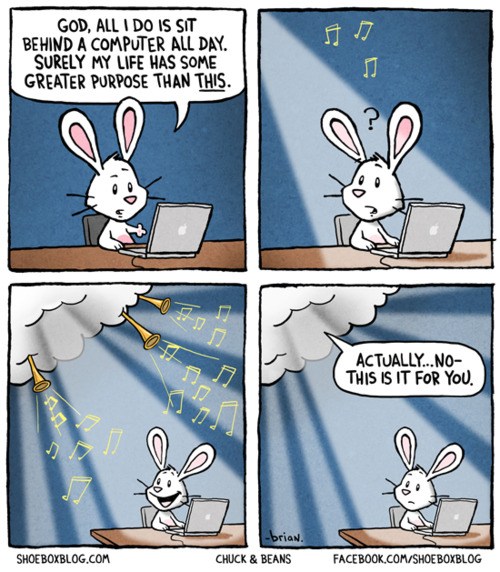 GOD, ALL I DO IS SIT
BEHIND A COMPUTER ALL DAY.
SURELY MY LIFE HAS SOME
GREATER PURPOSE THAN THIS.
?
ACTUALLY...NO-
THIS IS IT FOR YOU.
-brian.
SHOEBOXBLOG.COM
CHUCK & BEANS
FACEBOOK.COM/SHOEBOXBLOG